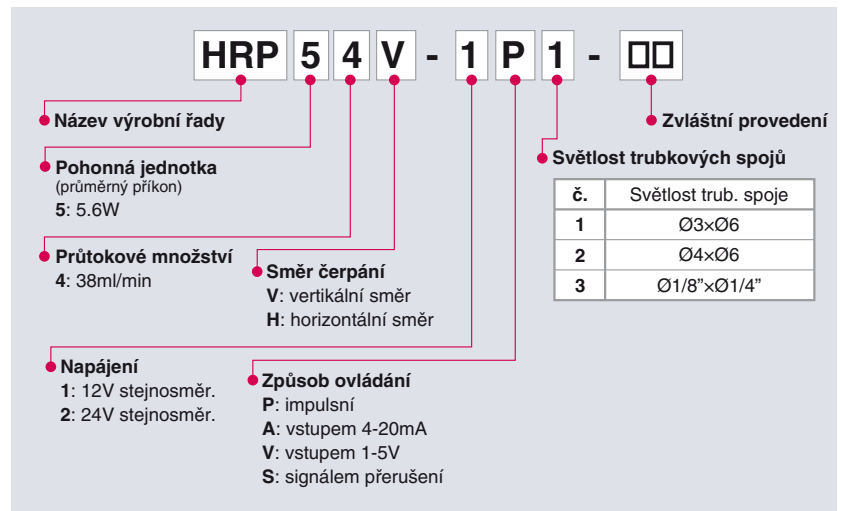 HRP 5 4 V - 1 P 1 - □□
Název výrobní řady
Zvláštní provedení
Pohonná jednotka
(průměrný příkon)
5: 5.6W
Světlost trubkových spojů
č. Světlost trub. spoje
1 Ø3×Ø6
2 Ø4×Ø6
3 Ø1/8”×Ø1/4”
Průtokové množství
4: 38ml/min
Směr čerpání
V: vertikální směr
H: horizontální směr
Napájení
1: 12V stejnosměr.
2: 24V stejnosměr.
Způsob ovládání
P: impulsní
A: vstupem 4-20mA
V: vstupem 1-5V
S: signálem přerušení